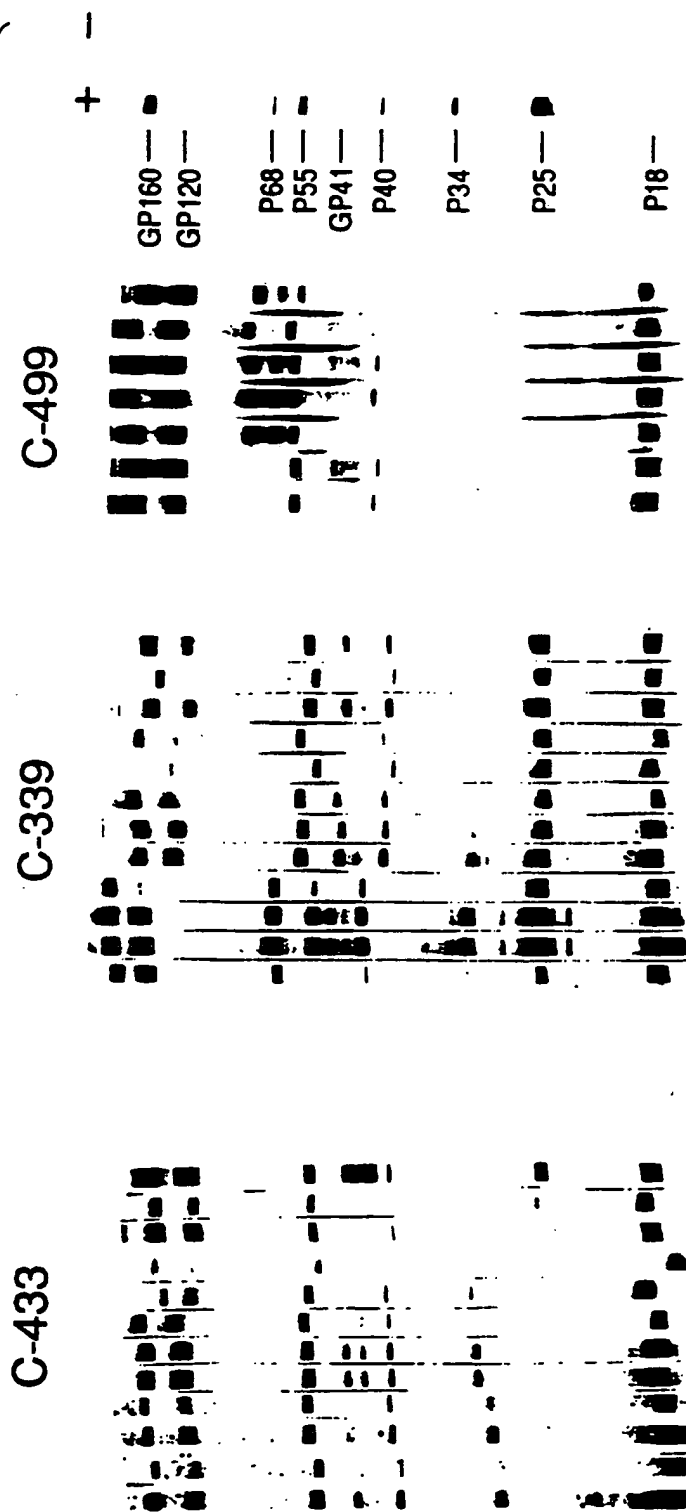 C-433
C-339
C-499
+ −
GP160 —
GP120 —
P68 —
P55 —
GP41 —
P40 —
P34 —
P25 —
P18 —